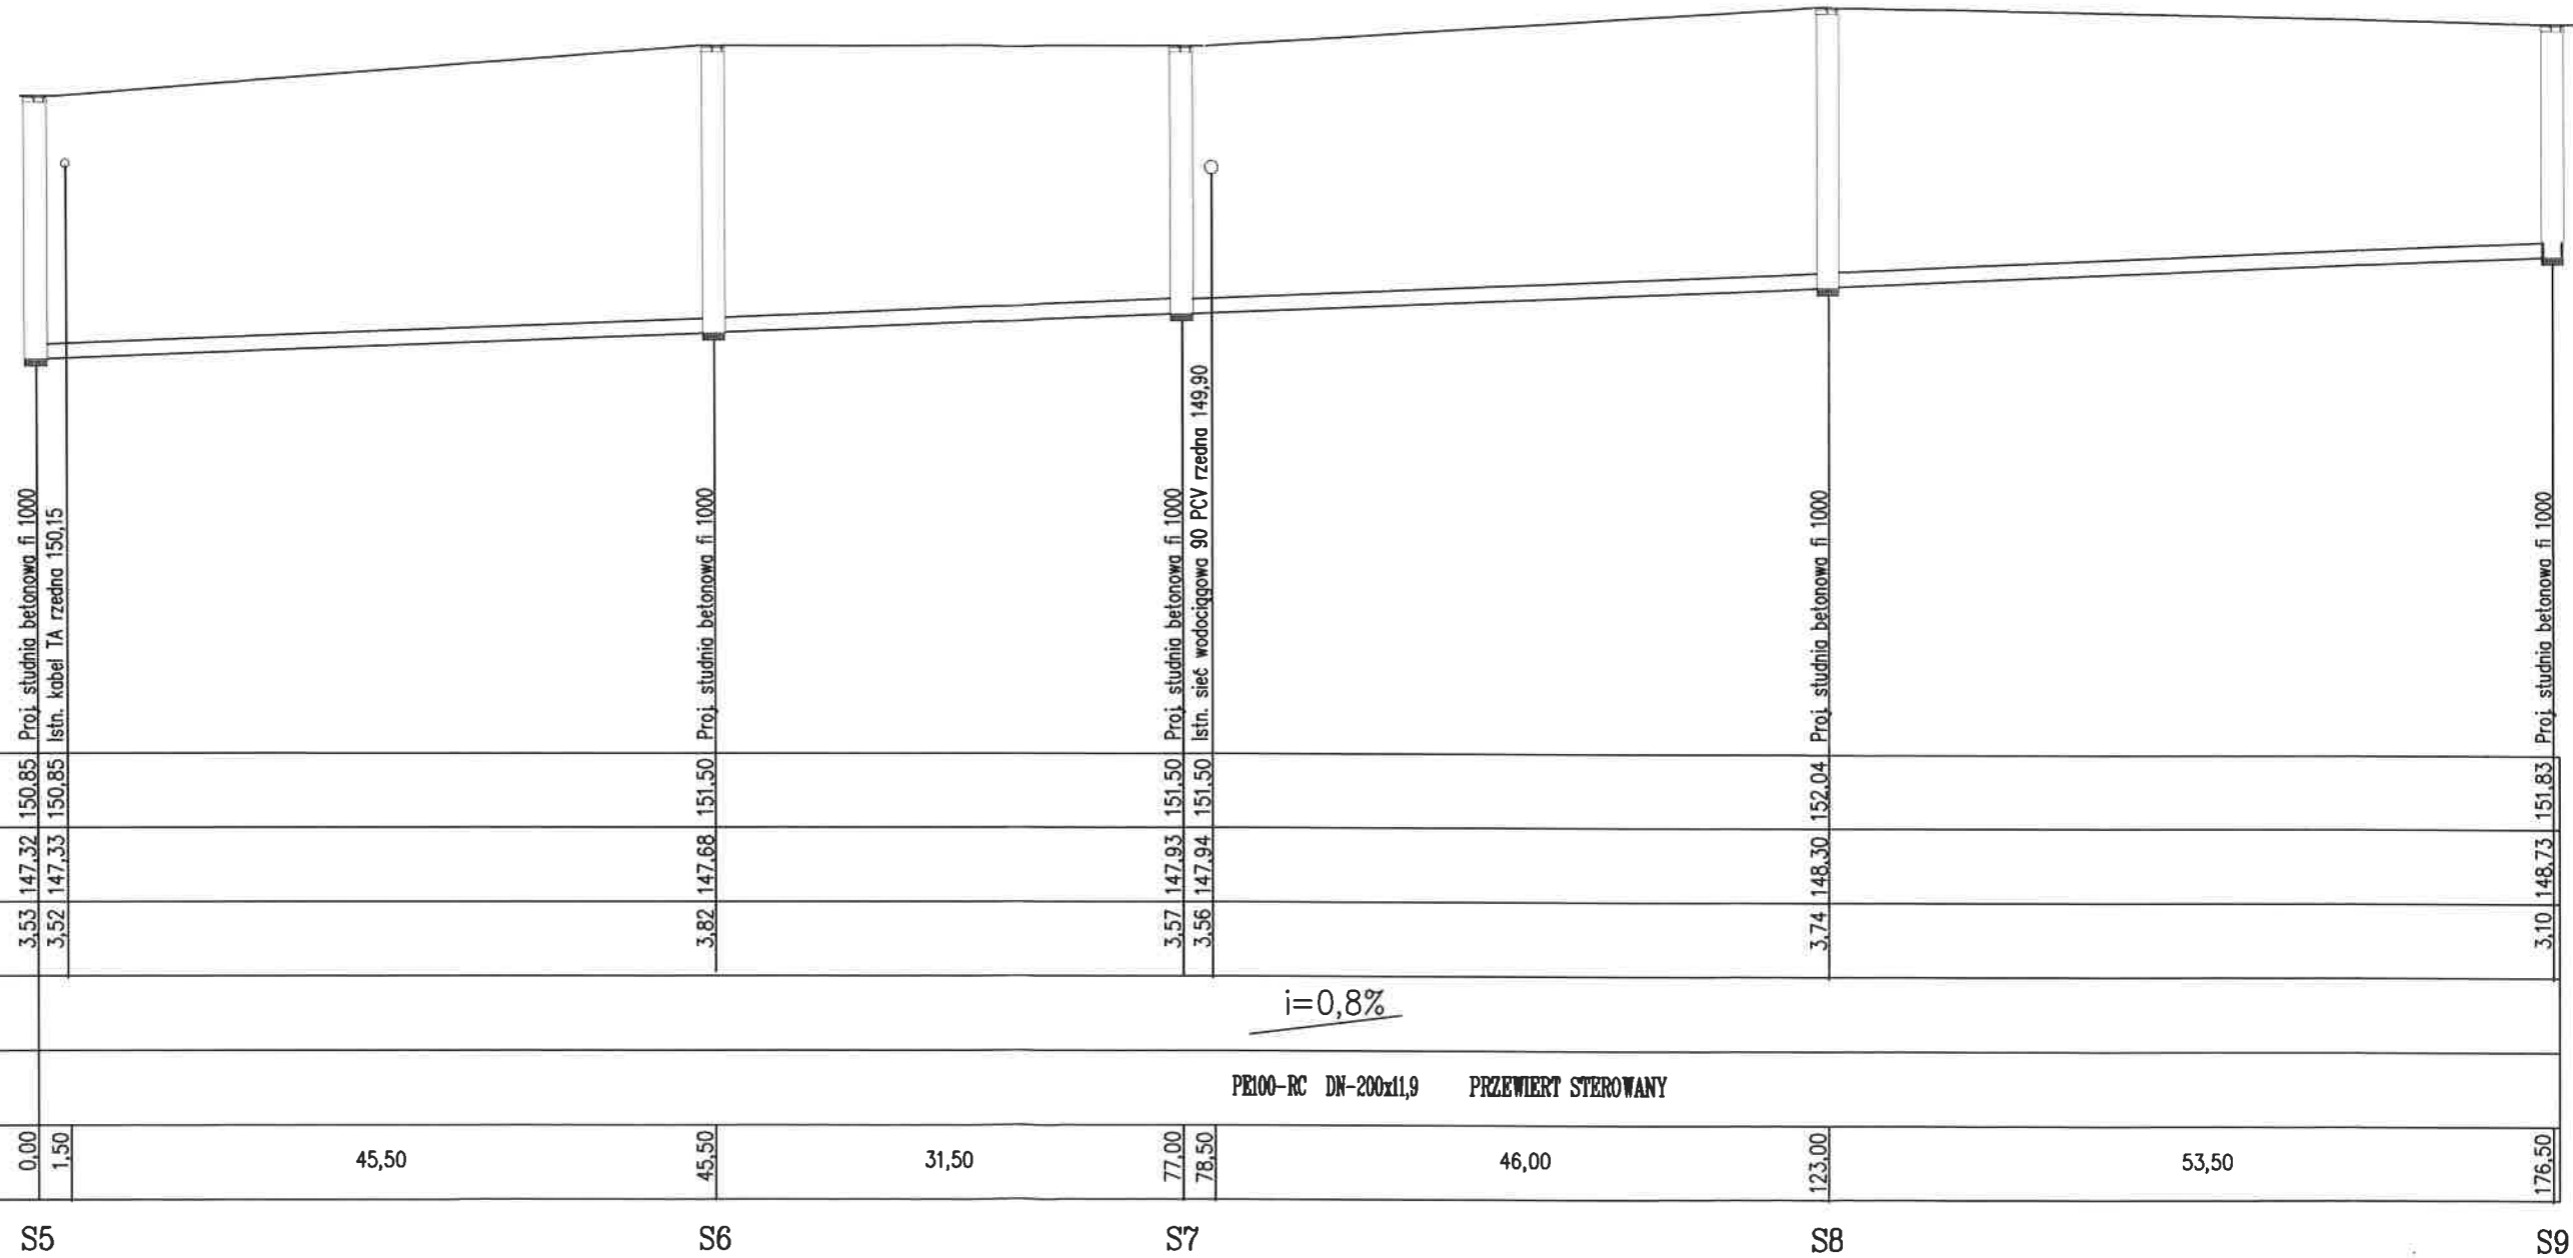 Proj. studnia betonowa fi 1000
Istn. kabel TA rzedna 150,15
Proj. studnia betonowa fi 1000
Proj. studnia betonowa fi 1000
Istn. sieć wodociągowa 90 PCV rzedna 149,90
Proj. studnia betonowa fi 1000
Proj. studnia betonowa fi 1000
150,85 150,85 151,50 151,50 151,50 152,04 151,83
147,32 147,33 147,68 147,93 147,94 148,30 148,73
3,53 3,52 3,82 3,57 3,56 3,74 3,10
i=0,8%
PE100-RC DN-200x11,9 PRZEWIERT STEROWANY
0,00 1,50 45,50 45,50 31,50 77,00 78,50 46,00 123,00 53,50 176,50
S5 S6 S7 S8 S9